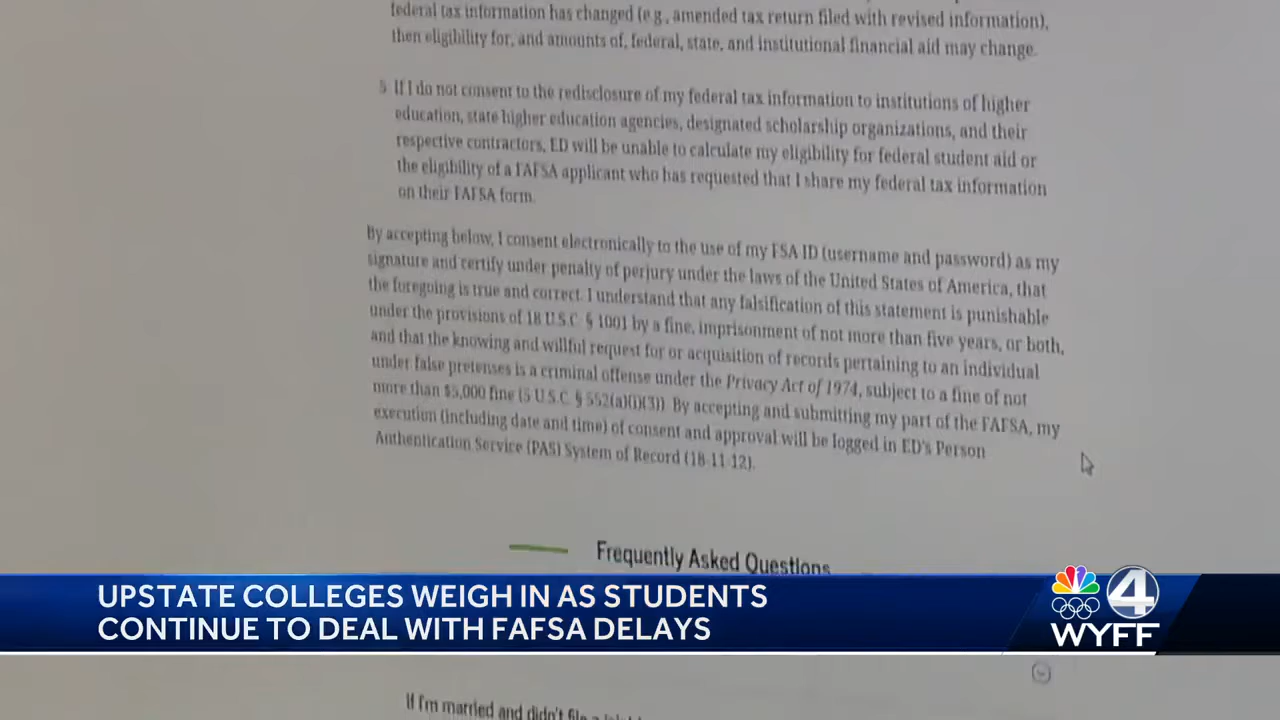 federal tax information has changed (e.g., amended tax return filed with revised information),
then eligibility for, and amounts of, federal, state, and institutional financial aid may change.
5 If I do not consent to the redisclosure of my federal tax information to institutions of higher
education, state higher education agencies, designated scholarship organizations, and their
respective contractors, ED will be unable to calculate my eligibility for federal student aid or
the eligibility of a FAFSA applicant who has requested that I share my federal tax information
on their FAFSA form.
By accepting below, I consent electronically to the use of my FSA ID (username and password) as my
signature and certify under penalty of perjury under the laws of the United States of America, that
the foregoing is true and correct. I understand that any falsification of this statement is punishable
under the provisions of 18 U.S.C. § 1001 by a fine, imprisonment of not more than five years, or both,
and that the knowing and willful request for or acquisition of records pertaining to an individual
under false pretenses is a criminal offense under the Privacy Act of 1974, subject to a fine of not
more than $5,000 fine (5 U.S.C. § 552(a)(i)(3)). By accepting and submitting my part of the FAFSA, my
execution (including date and time) of consent and approval will be logged in ED's Person
Authentication Service (PAS) System of Record (18-11-12).
Frequently Asked Questions
UPSTATE COLLEGES WEIGH IN AS STUDENTS
CONTINUE TO DEAL WITH FAFSA DELAYS
4
WYFF
If I'm married and didn't file a